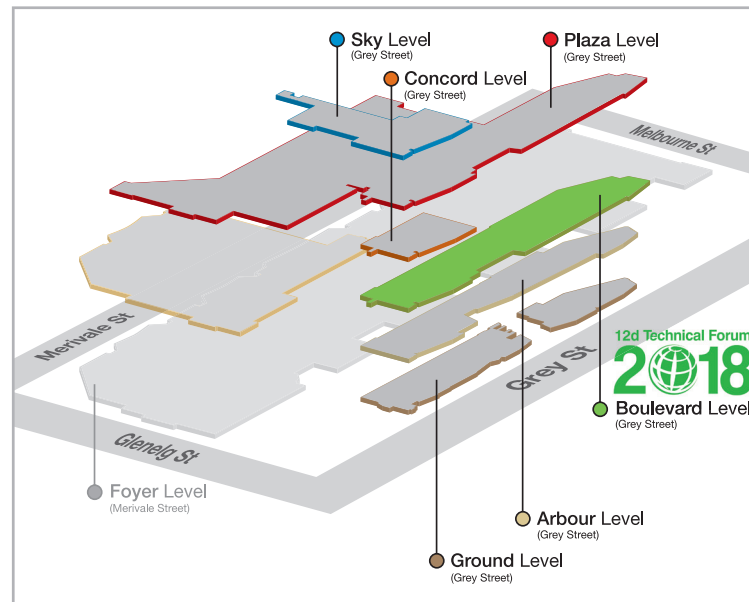 Sky Level
(Grey Street)
Plaza Level
(Grey Street)
Concord Level
(Grey Street)
Melbourne St
Merivale St
12d Technical Forum
2018
Grey St
Boulevard Level
(Grey Street)
Glenelg St
Foyer Level
(Merivale Street)
Arbour Level
(Grey Street)
Ground Level
(Grey Street)